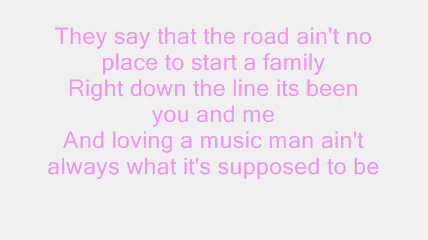 They say that the road ain't no
place to start a family
Right down the line its been
you and me
And loving a music man ain't
always what it's supposed to be